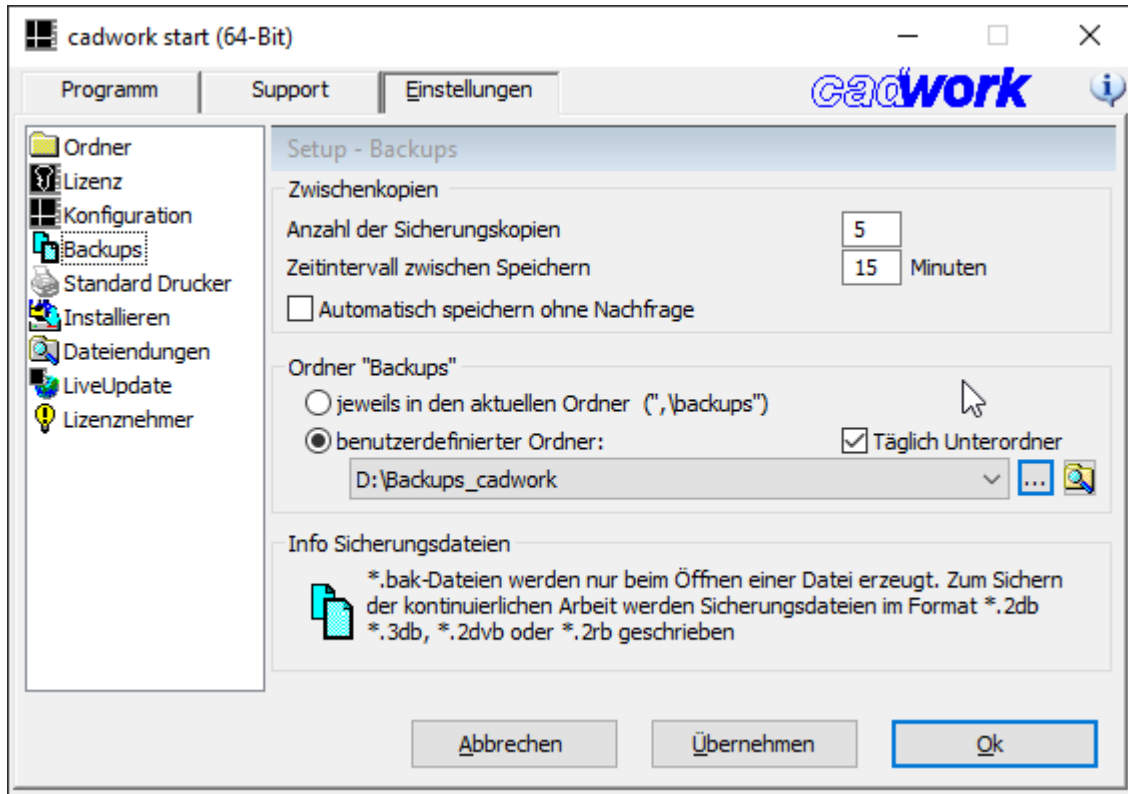 cadwork start (64-Bit)
Programm Support Einstellungen cadwork
Ordner
Lizenz
Konfiguration
Backups
Standard Drucker
Installieren
Dateiendungen
LiveUpdate
Lizenznehmer
Setup - Backups
Zwischenkopien
Anzahl der Sicherungskopien 5
Zeitintervall zwischen Speichern 15 Minuten
Automatisch speichern ohne Nachfrage
Ordner "Backups"
jeweils in den aktuellen Ordner (",\backups")
benutzerdefinierter Ordner: Täglich Unterordner
D:\Backups_cadwork ...
Info Sicherungsdateien
*.bak-Dateien werden nur beim Öffnen einer Datei erzeugt. Zum Sichern
der kontinuierlichen Arbeit werden Sicherungsdateien im Format *.2db
*.3db, *.2dvb oder *.2rb geschrieben
Abbrechen Übernehmen Ok